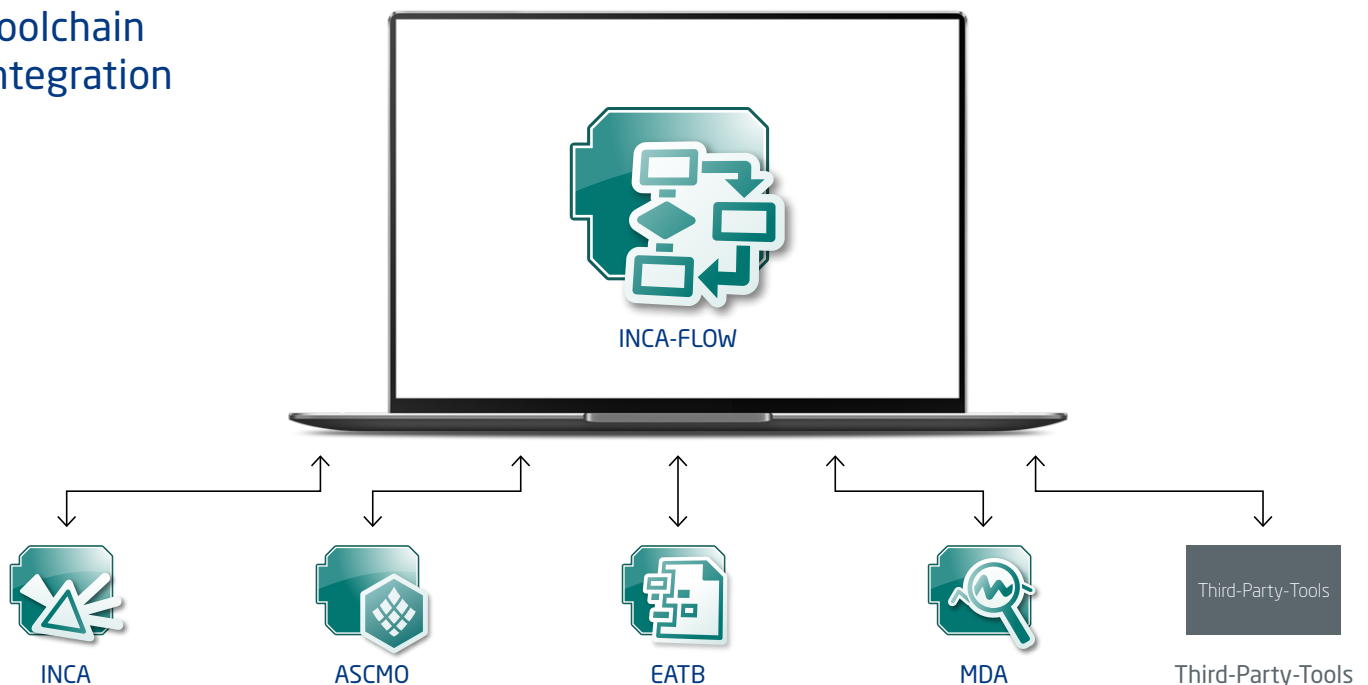 oolchain
ntegration
INCA-FLOW
Third-Party-Tools
INCA
ASCMO
EATB
MDA
Third-Party-Tools